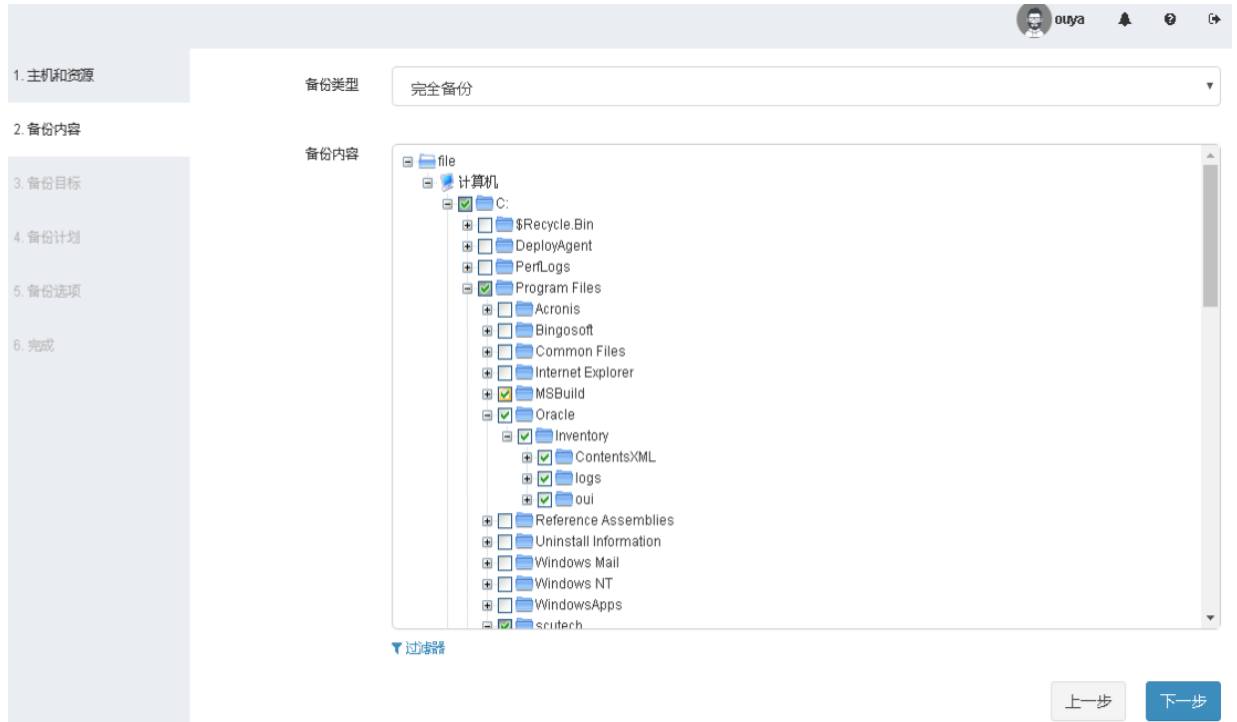 ouya
1. 主机和资源
2. 备份内容
3. 备份目标
4. 备份计划
5. 备份选项
6. 完成
备份类型
完全备份
备份内容
file
计算机
C:
$Recycle.Bin
DeployAgent
PerfLogs
Program Files
Acronis
Bingosoft
Common Files
Internet Explorer
MSBuild
Oracle
Inventory
ContentsXML
logs
oui
Reference Assemblies
Uninstall Information
Windows Mail
Windows NT
WindowsApps
scutech
过滤器
上一步
下一步